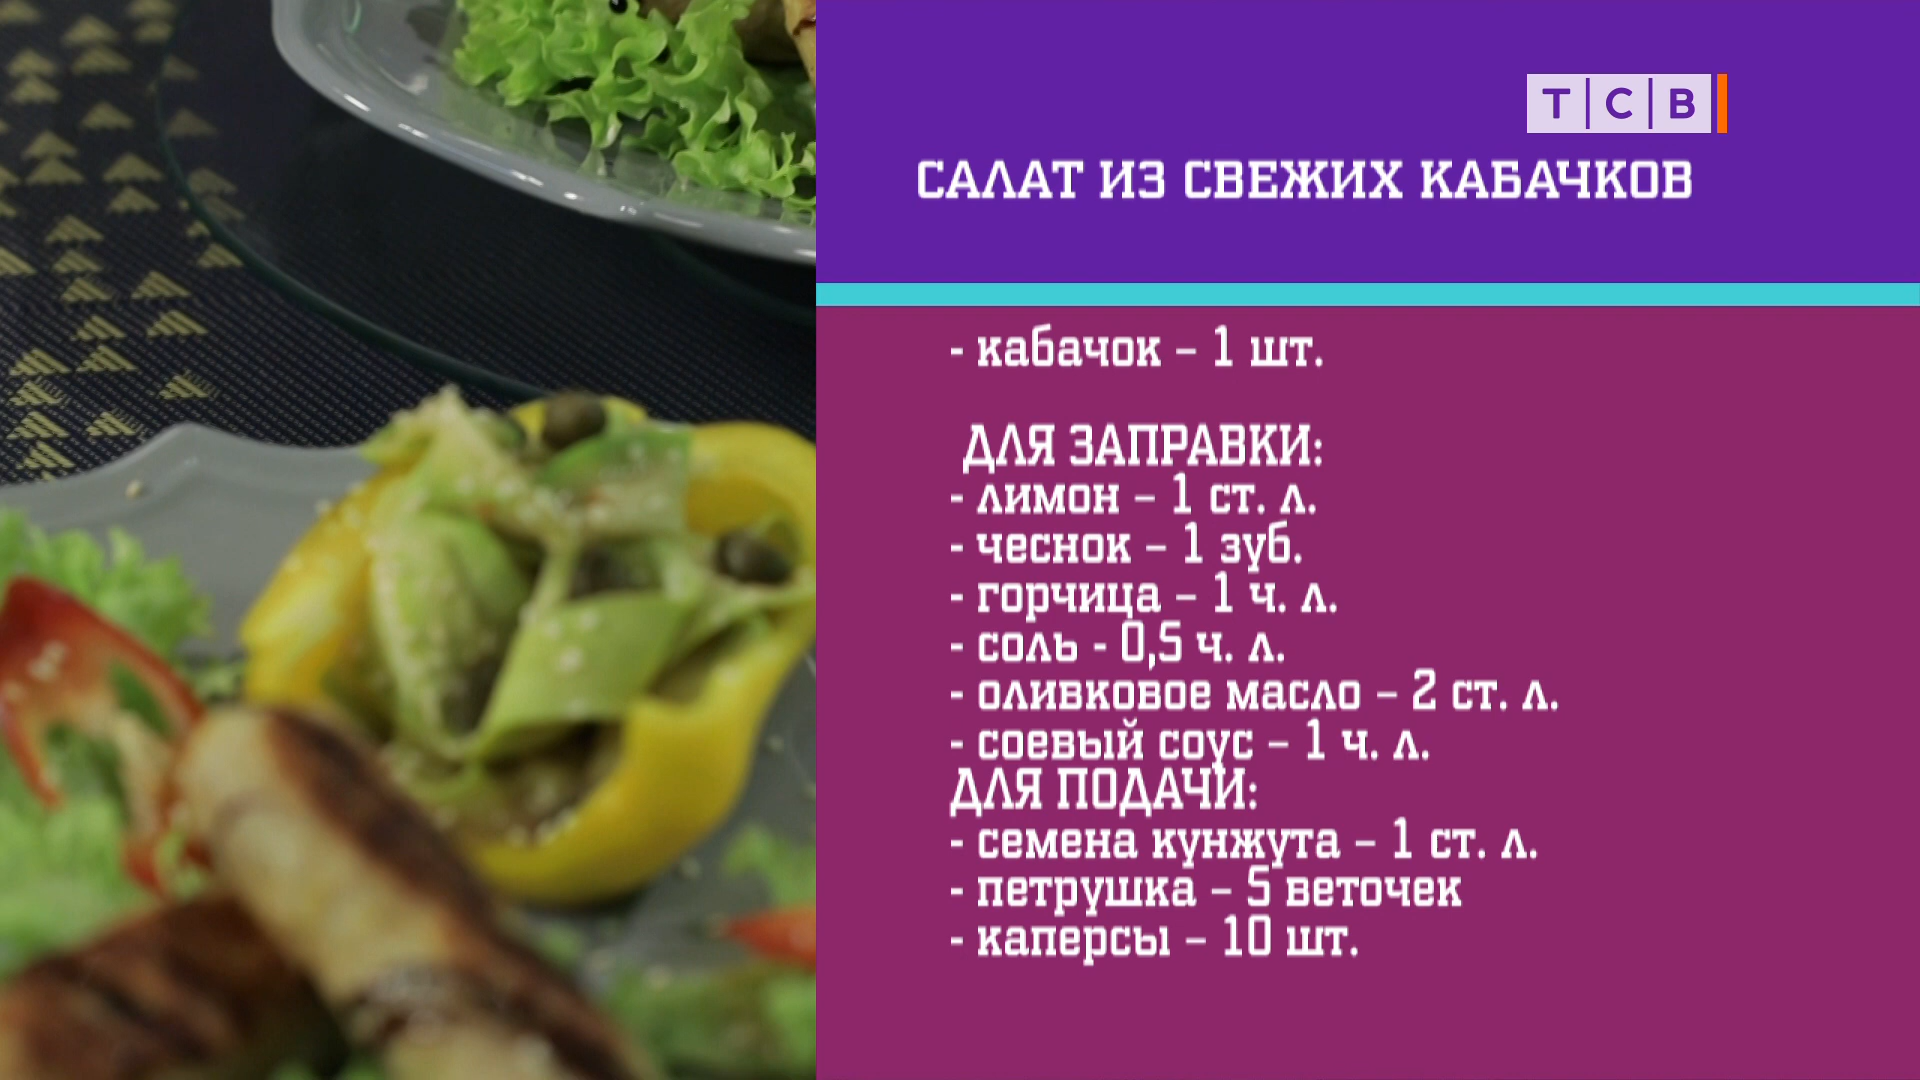 ТСВ
САЛАТ ИЗ СВЕЖИХ КАБАЧКОВ
- кабачок – 1 шт.
ДЛЯ ЗАПРАВКИ:
- лимон – 1 ст. л.
- чеснок – 1 зуб.
- горчица – 1 ч. л.
- соль - 0,5 ч. л.
- оливковое масло – 2 ст. л.
- соевый соус – 1 ч. л.
ДЛЯ ПОДАЧИ:
- семена кунжута – 1 ст. л.
- петрушка – 5 веточек
- каперсы – 10 шт.